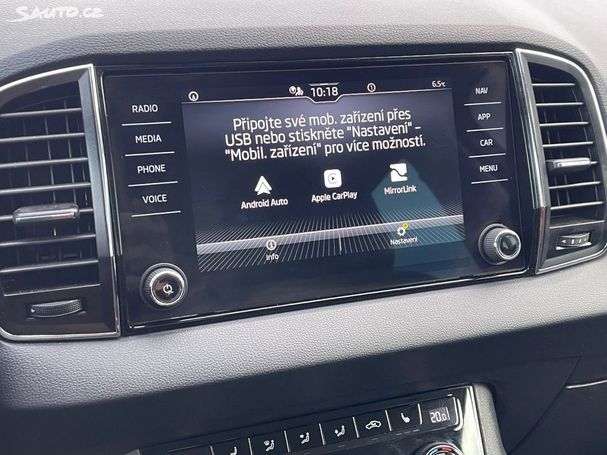 Sauto.cz
10:18
6.5°C
RADIO
MEDIA
PHONE
VOICE
NAV
APP
CAR
MENU
Připojte své mob. zařízení přes
USB nebo stiskněte "Nastavení" -
"Mobil. zařízení" pro více možností.
Android Auto
Apple CarPlay
MirrorLink
Info
Nastavení
20.0